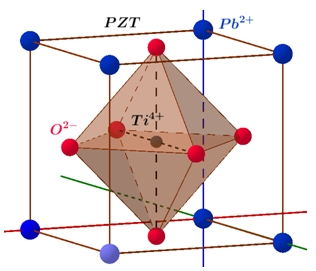 PZT
Pb²⁺
Ti⁴⁺
O²⁻